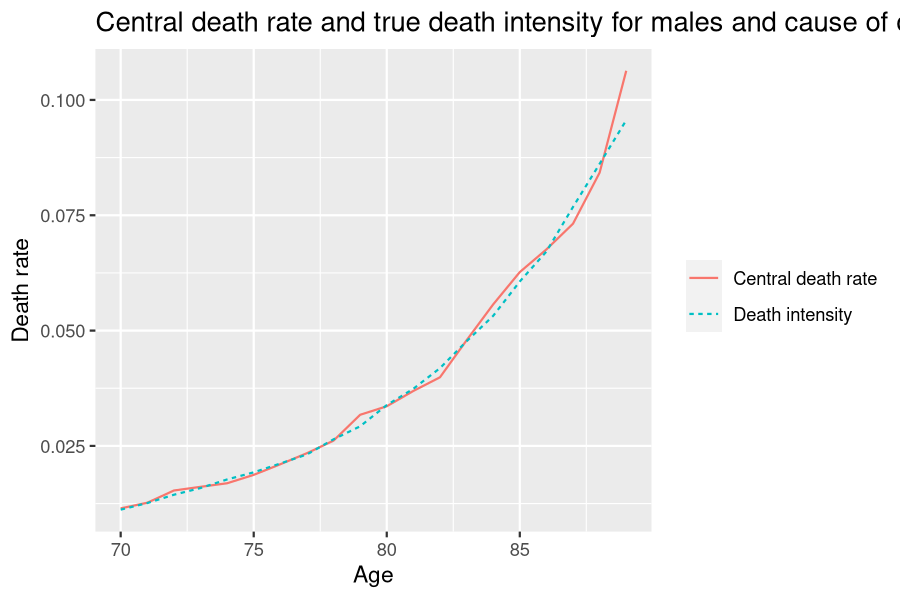 Central death rate and true death intensity for males and cause of
0.100
0.075
0.050
0.025
Death rate
70 75 80 85
Age
Central death rate
Death intensity